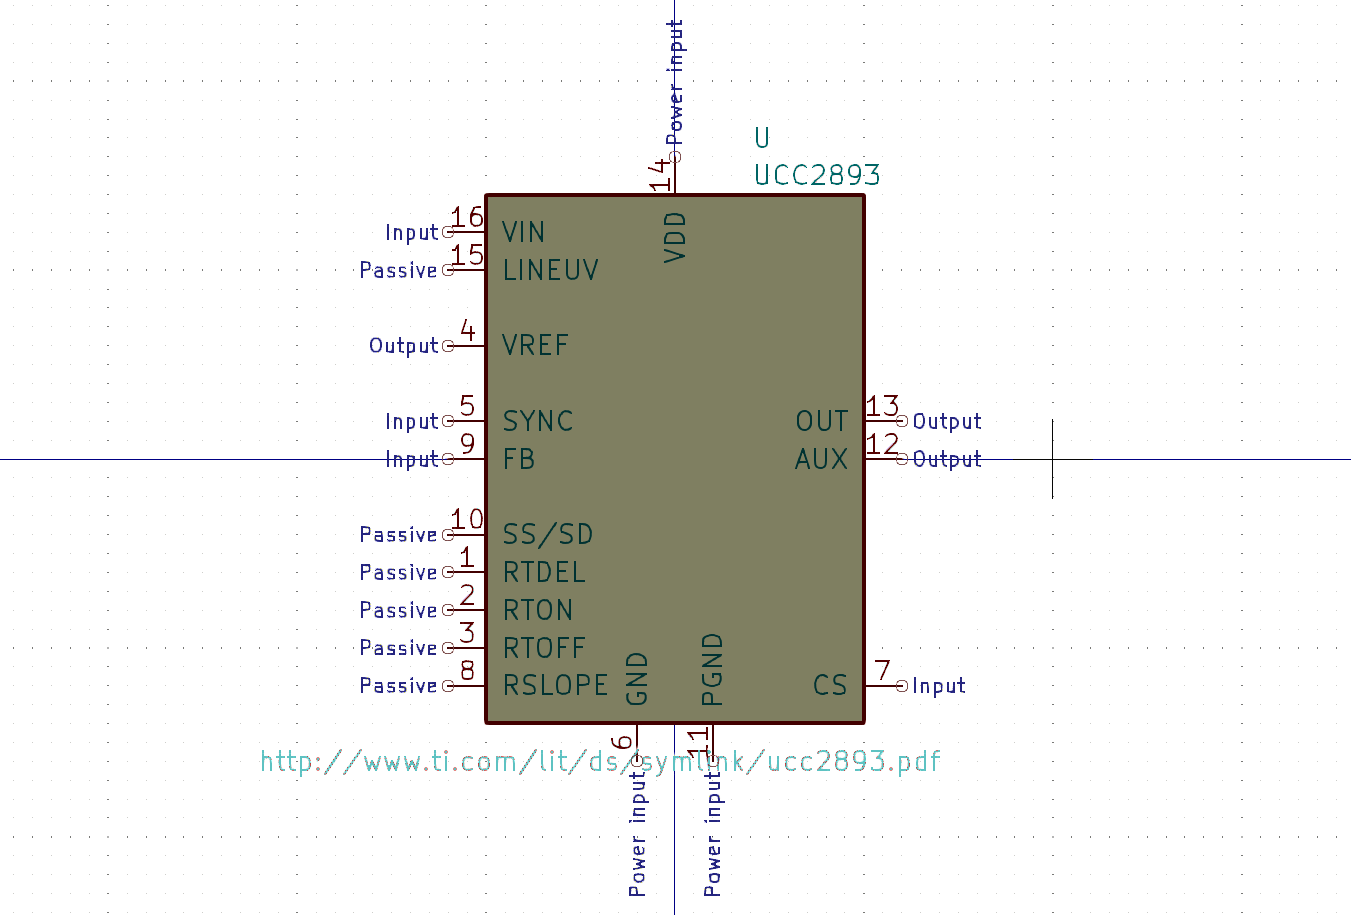 Power input
14
U
UCC2893
VDD
Input 16 VIN
Passive 15 LINEUV
Output 4 VREF
Input 5 SYNC
OUT 13 Output
Input 9 FB
AUX 12 Output
Passive 10 SS/SD
Passive 1 RTDEL
Passive 2 RTON
Passive 3 RTOFF
Passive 8 RSLOPE
GND
PGND
CS 7 Input
6
11
http://www.ti.com/lit/ds/symlink/ucc2893.pdf
Power input
Power input